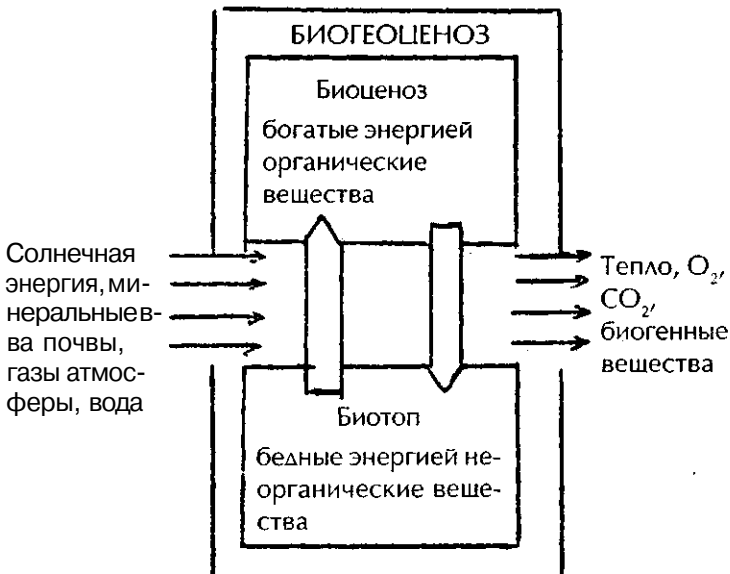 БИОГЕОЦЕНОЗ
Биоценоз
богатые энергией
органические
вещества
Солнечная
энергия, ми-
неральныев-
ва почвы,
газы атмос-
феры, вода
Тепло, O₂,
CO₂,
биогенные
вещества
Биотоп
бедные энергией не-
органические веще-
ства